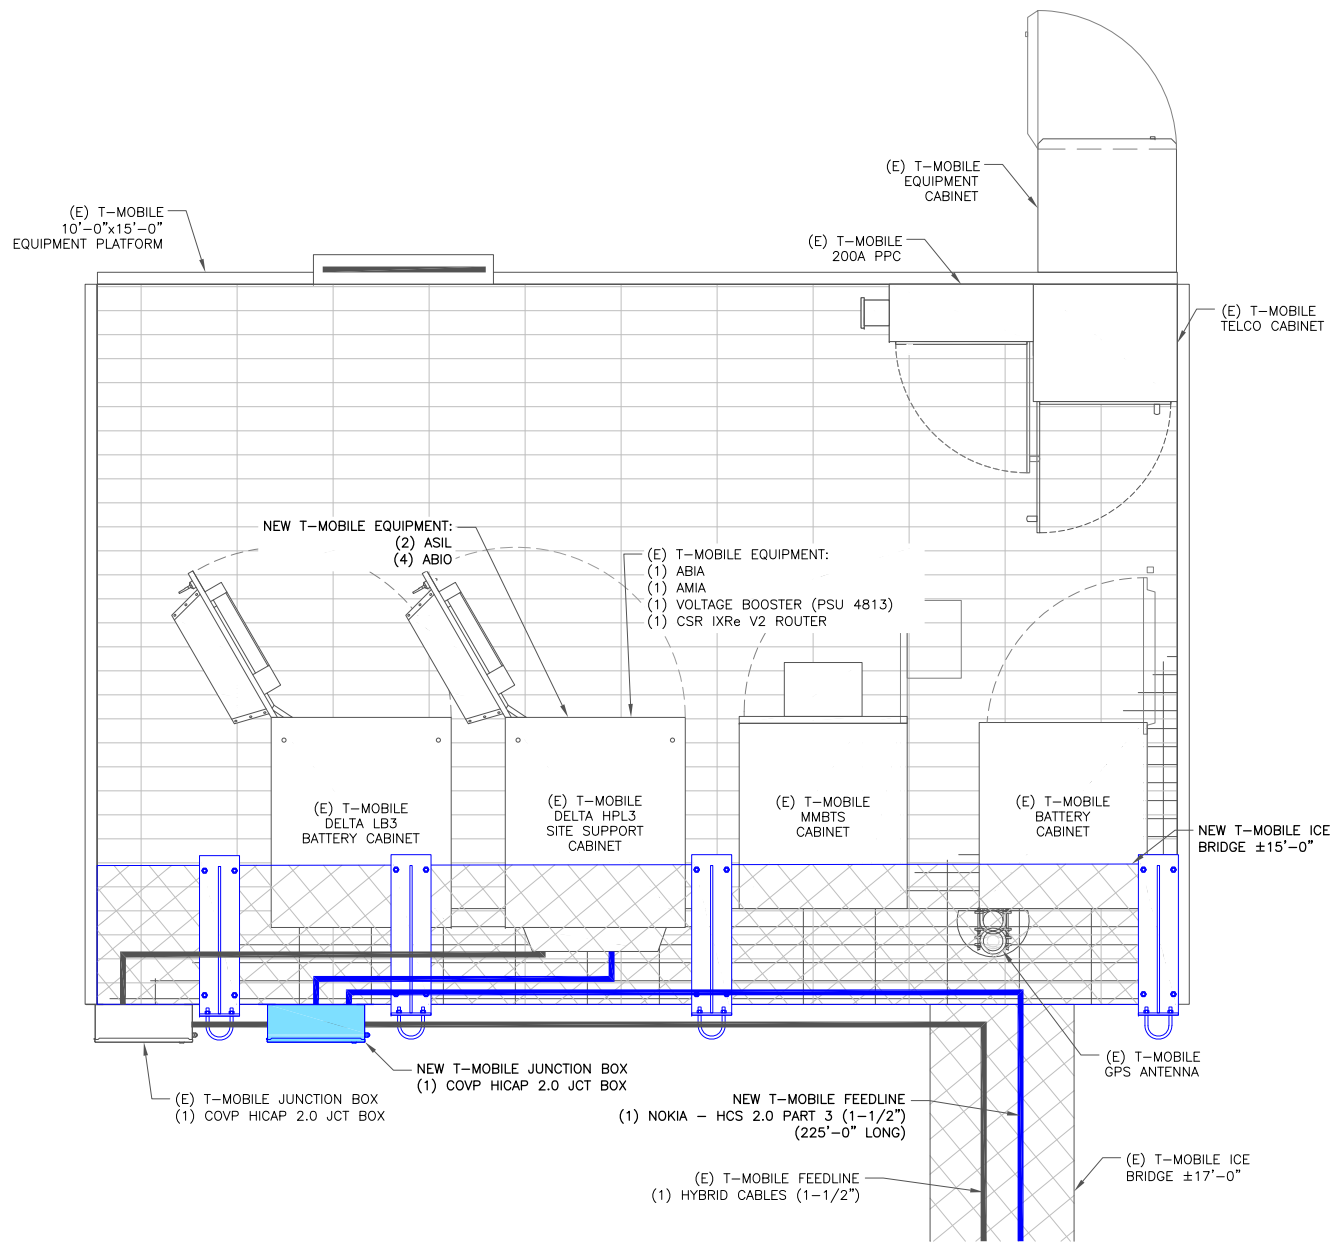 (E) T-MOBILE
EQUIPMENT
CABINET
(E) T-MOBILE
10'-0"x15'-0"
EQUIPMENT PLATFORM
(E) T-MOBILE
200A PPC
(E) T-MOBILE
TELCO CABINET
NEW T-MOBILE EQUIPMENT:
(2) ASIL
(4) ABIO
(E) T-MOBILE EQUIPMENT:
(1) ABIA
(1) AMIA
(1) VOLTAGE BOOSTER (PSU 4813)
(1) CSR IXRe V2 ROUTER
(E) T-MOBILE
DELTA LB3
BATTERY CABINET
(E) T-MOBILE
DELTA HPL3
SITE SUPPORT
CABINET
(E) T-MOBILE
MMBTS
CABINET
(E) T-MOBILE
BATTERY
CABINET
NEW T-MOBILE ICE
BRIDGE ±15'-0"
(E) T-MOBILE
GPS ANTENNA
NEW T-MOBILE JUNCTION BOX
(1) COVP HICAP 2.0 JCT BOX
(E) T-MOBILE JUNCTION BOX
(1) COVP HICAP 2.0 JCT BOX
NEW T-MOBILE FEEDLINE
(1) NOKIA - HCS 2.0 PART 3 (1-1/2")
(225'-0" LONG)
(E) T-MOBILE ICE
BRIDGE ±17'-0"
(E) T-MOBILE FEEDLINE
(1) HYBRID CABLES (1-1/2")